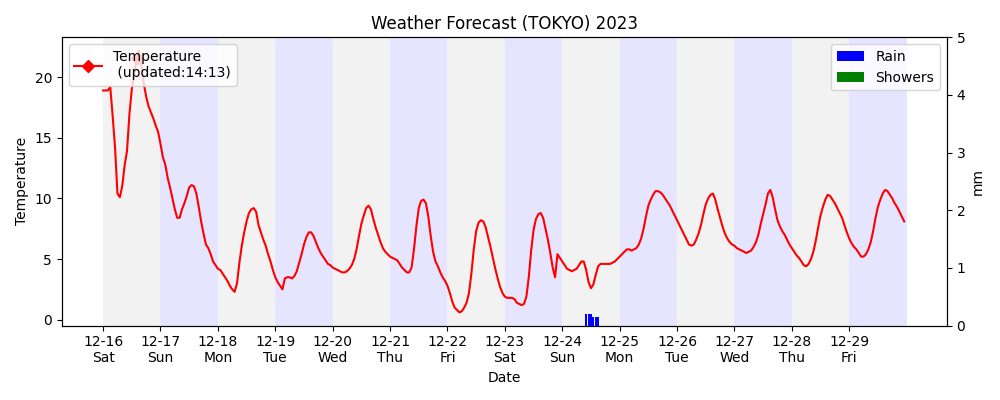 Weather Forecast (TOKYO) 2023
Temperature
(updated:14:13)
Rain
Showers
Temperature
20
15
10
5
0
5
4
3
2
1
0
mm
12-16 12-17 12-18 12-19 12-20 12-21 12-22 12-23 12-24 12-25 12-26 12-27 12-28 12-29
Sat Sun Mon Tue Wed Thu Fri Sat Sun Mon Tue Wed Thu Fri
Date